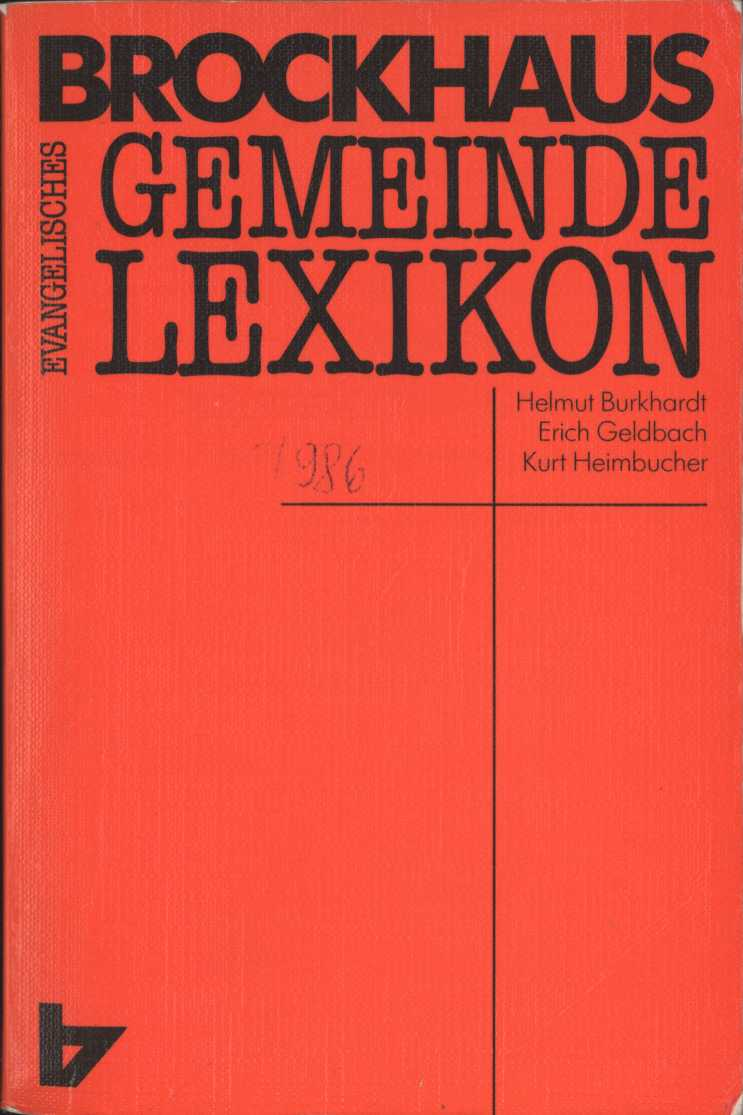 BROCKHAUS
EVANGELISCHES
GEMEINDE
LEXIKON
Helmut Burkhardt
Erich Geldbach
Kurt Heimbucher
1986